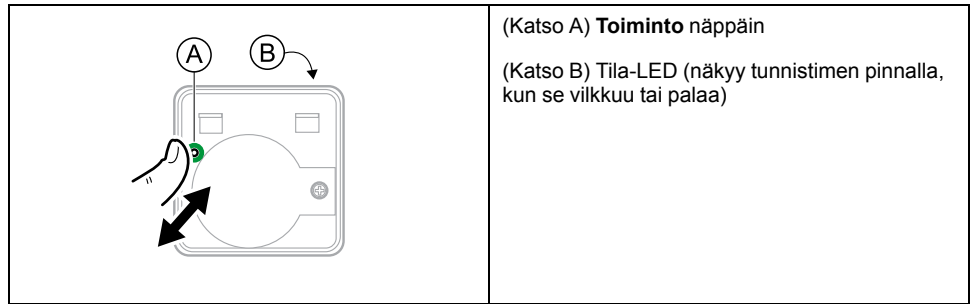 A
B
(Katso A) Toiminto näppäin
(Katso B) Tila-LED (näkyy tunnistimen pinnalla,
kun se vilkkuu tai palaa)